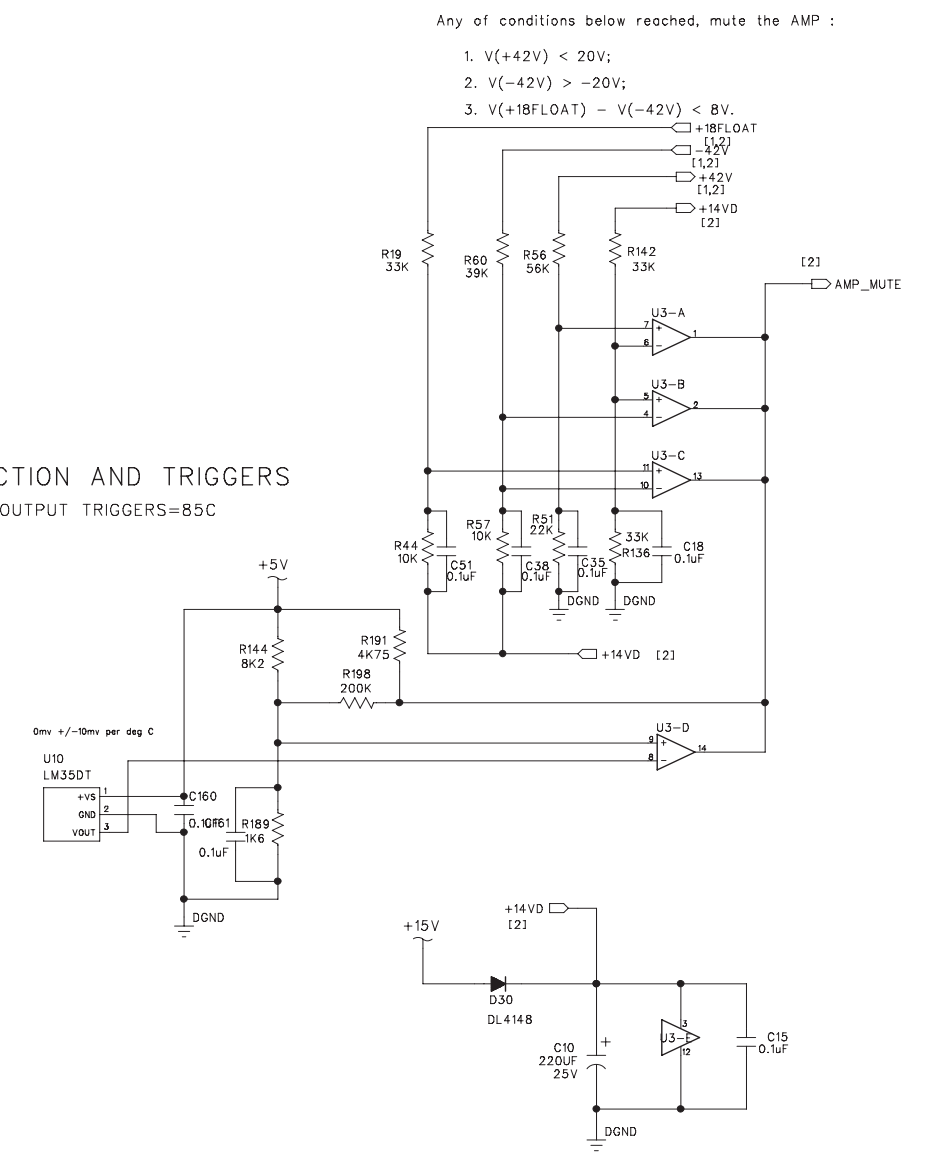 Any of conditions below reached, mute the AMP :
1. V(+42V) < 20V;
2. V(-42V) > -20V;
3. V(+18FLOAT) - V(-42V) < 8V.
+18FLOAT
[1,2]
-42V
[1,2]
+42V
[1,2]
+14VD
[2]
R19
33K
R60
39K
R56
56K
R142
33K
[2]
AMP_MUTE
U3-A
7
+
6
-
1
U3-B
5
+
4
-
2
U3-C
11
+
10
-
13
CTION AND TRIGGERS
OUTPUT TRIGGERS=85C
R44
10K
C51
0.1uF
R57
10K
C38
0.1uF
R51
22K
C35
0.1uF
33K
R136
C18
0.1uF
DGND
DGND
+5V
R144
8K2
R191
4K75
R198
200K
+14VD [2]
0mv +/-10mv per deg C
U10
LM35DT
+VS
1
GND
2
VOUT
3
C160
0.1uF
C161
0.1uF
R189
1K6
DGND
U3-D
9
+
8
-
14
+14VD
[2]
+15V
D30
DL4148
C10
220UF
25V
+
U3-E
3
12
C15
0.1uF
DGND